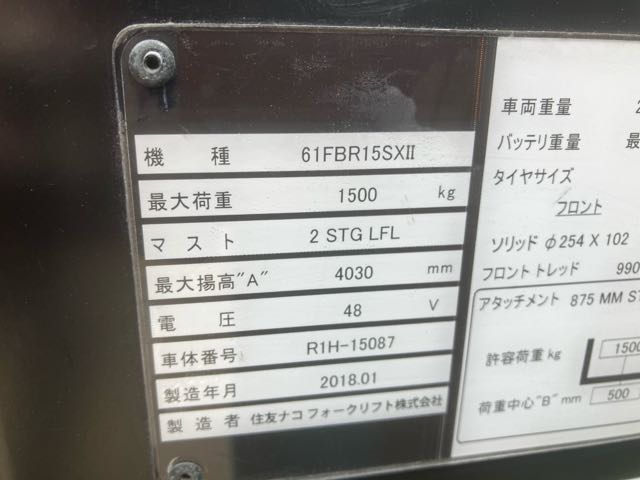 機 種 61FBR15SXII
最大荷重 1500 kg
マスト 2 STG LFL
最大揚高"A" 4030 mm
電 圧 48 V
車体番号 R1H-15087
製造年月 2018.01
製造者 住友ナコ フォークリフト株式会社
車両重量
バッテリ重量
タイヤサイズ
フロント
ソリッド φ254 X 102
フロントトレッド 990
アタッチメント 875 MM
許容荷重 kg 1500
荷重中心"B" mm 500